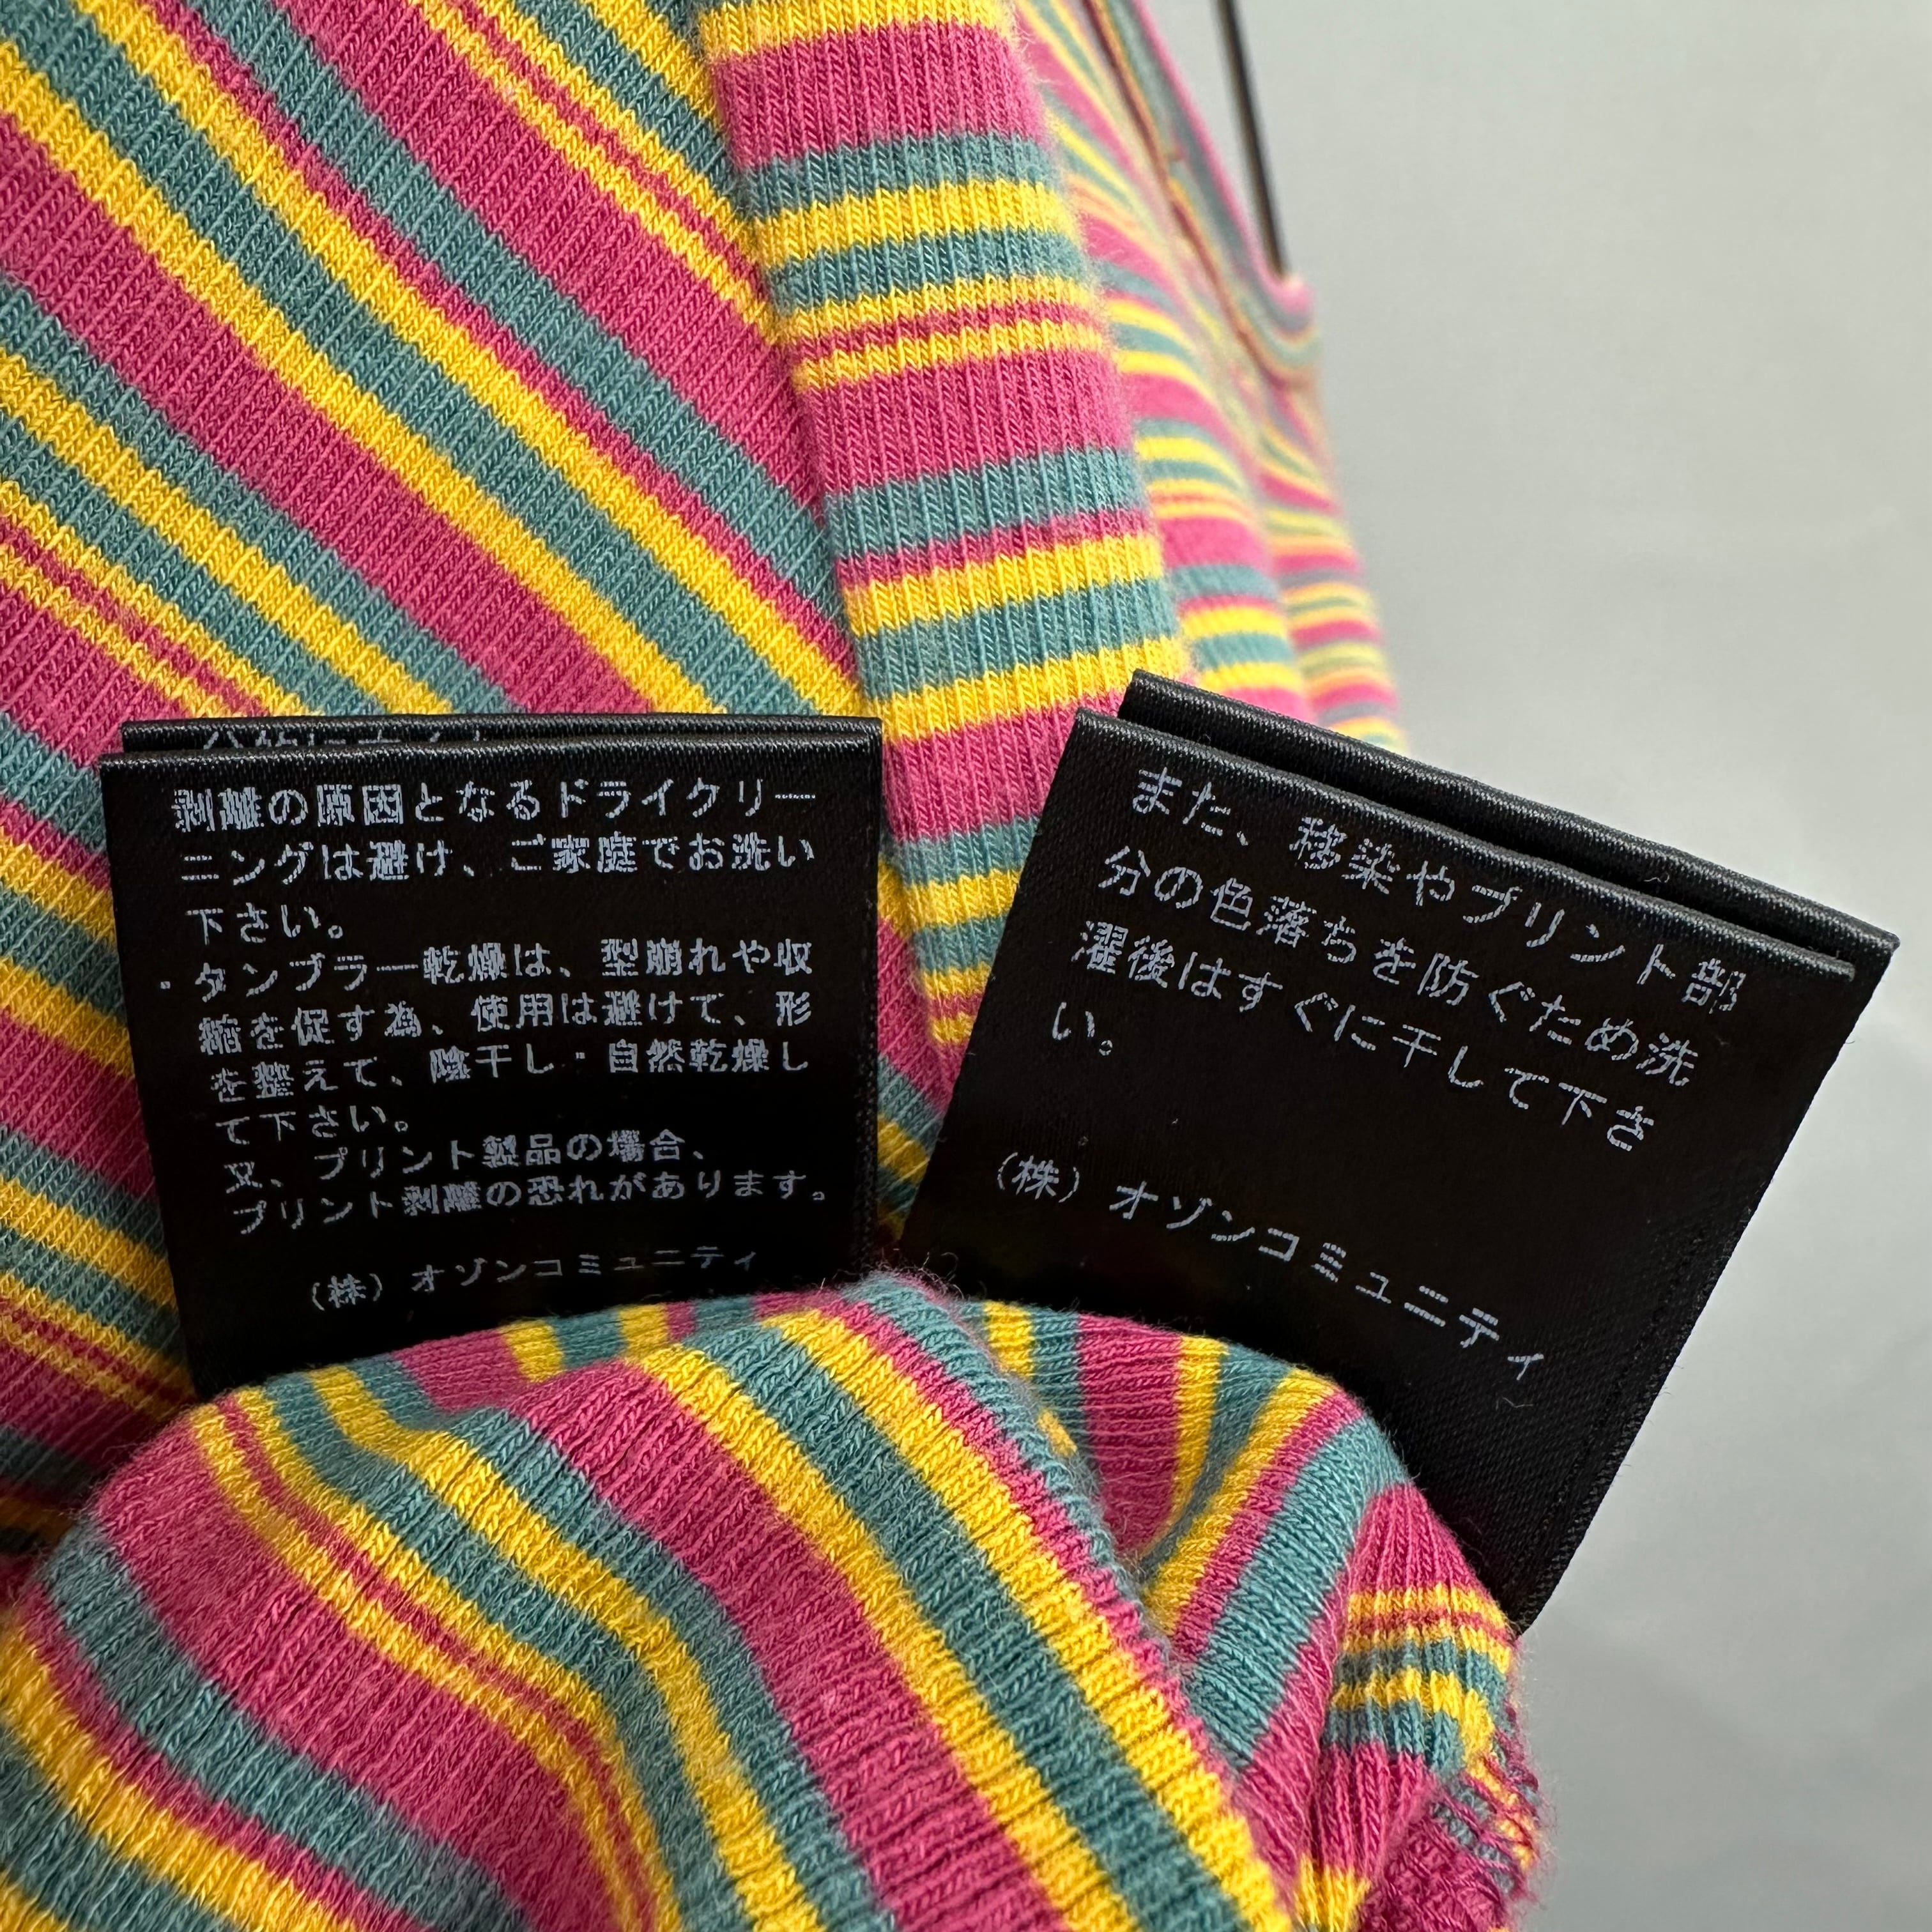 剥離の原因となるドライクリー
ニングは避け、ご家庭でお洗い
下さい。
・タンブラー乾燥は、型崩れや収
縮を促す為、使用は避けて、形
を整えて、陰干し・自然乾燥し
て下さい。
又、プリント製品の場合、
プリント剥離の恐れがあります。
（株）オゾンコミュニティ
また、移染やプリント部
分の色落ちを防ぐため洗
濯後はすぐに干して下さ
い。
（株）オゾンコミュニティ